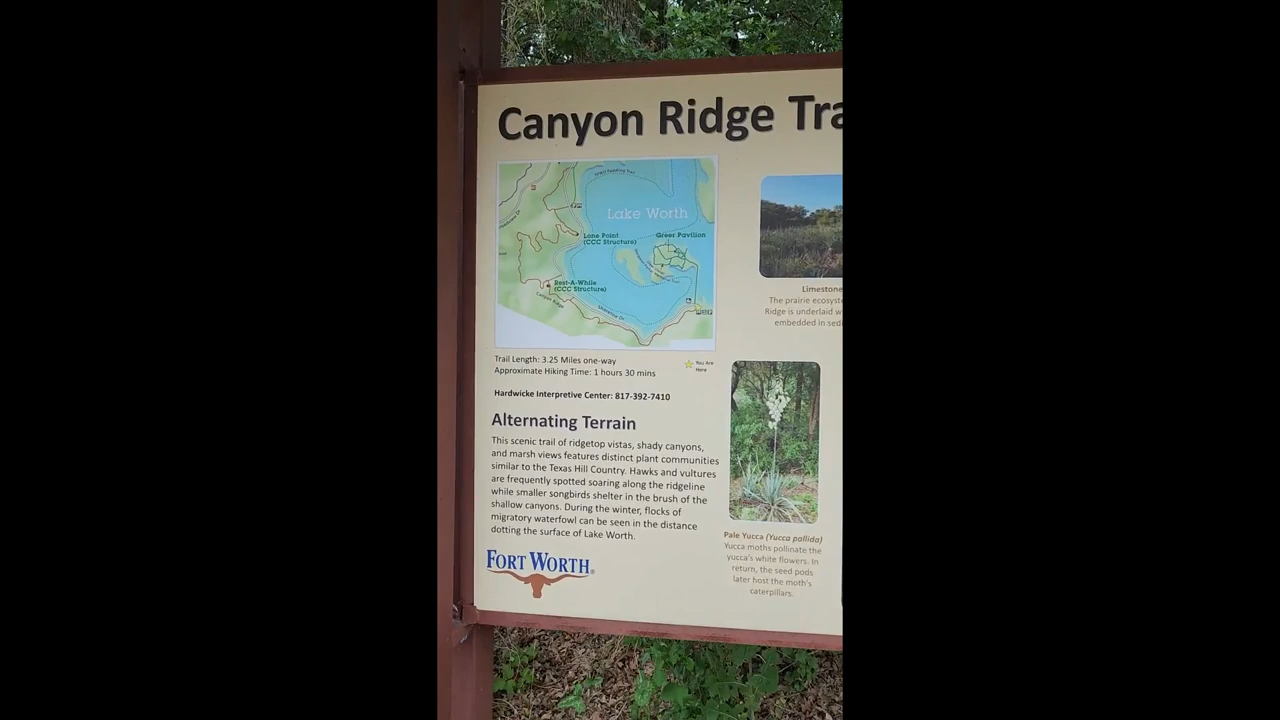 Canyon Ridge Tra
Lake Worth
Lone Point
(CCC Structure)
Greer Pavilion
Rest-A-While
(CCC Structure)
Canyon Ridge
Shoreline Dr
Trail Length: 3.25 Miles one-way
Approximate Hiking Time: 1 hours 30 mins
You Are
Here
Hardwicke Interpretive Center: 817-392-7410
Alternating Terrain
This scenic trail of ridgetop vistas, shady canyons,
and marsh views features distinct plant communities
similar to the Texas Hill Country. Hawks and vultures
are frequently spotted soaring along the ridgeline
while smaller songbirds shelter in the brush of the
shallow canyons. During the winter, flocks of
migratory waterfowl can be seen in the distance
dotting the surface of Lake Worth.
FORT WORTH®
Limestone
The prairie ecosyste
Ridge is underlaid w
embedded in sedi
Pale Yucca (Yucca pallida)
Yucca moths pollinate the
yucca's white flowers. In
return, the seed pods
later host the moth's
caterpillars.